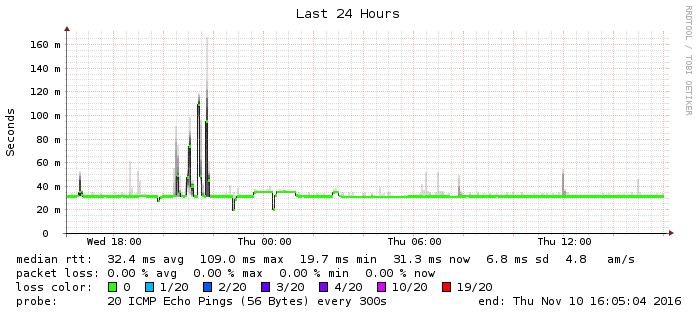 Last 24 Hours
RRDTOOL / TOBI OETIKER
Seconds
160 m
140 m
120 m
100 m
80 m
60 m
40 m
20 m
0
Wed 18:00 Thu 00:00 Thu 06:00 Thu 12:00
median rtt: 32.4 ms avg 109.0 ms max 19.7 ms min 31.3 ms now 6.8 ms sd 4.8 am/s
packet loss: 0.00 % avg 0.00 % max 0.00 % min 0.00 % now
loss color: 0 1/20 2/20 3/20 4/20 10/20 19/20
probe: 20 ICMP Echo Pings (56 Bytes) every 300s end: Thu Nov 10 16:05:04 2016